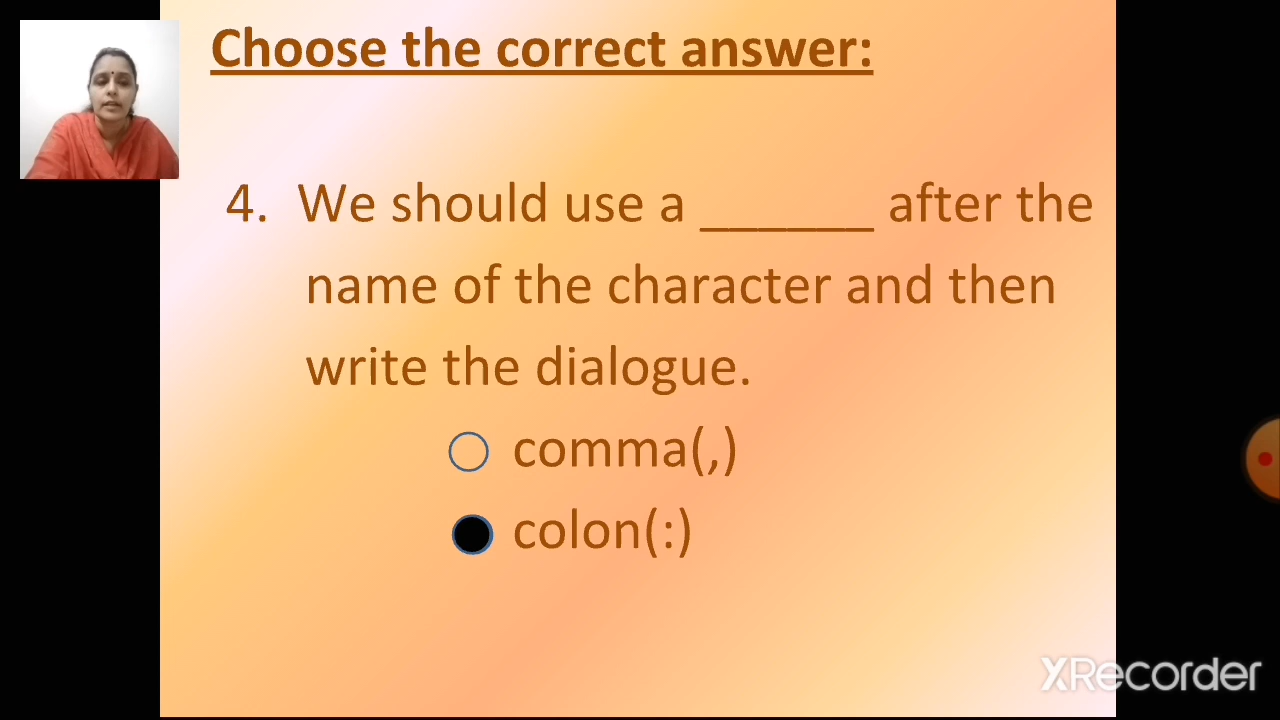 Choose the correct answer:
4. We should use a ______ after the
name of the character and then
write the dialogue.
comma(,)
colon(:)
XRecorder